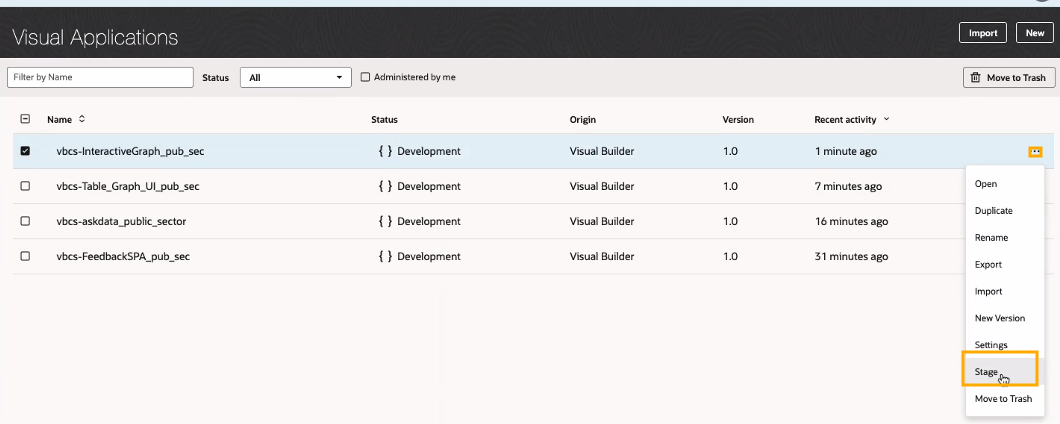 Visual Applications
Import
New
Filter by Name
Status
All
Administered by me
Move to Trash
Name
Status
Origin
Version
Recent activity
vbcs-InteractiveGraph_pub_sec
{ } Development
Visual Builder
1.0
1 minute ago
vbcs-Table_Graph_UI_pub_sec
{ } Development
Visual Builder
1.0
7 minutes ago
vbcs-askdata_public_sector
{ } Development
Visual Builder
1.0
16 minutes ago
vbcs-FeedbackSPA_pub_sec
{ } Development
Visual Builder
1.0
31 minutes ago
Open
Duplicate
Rename
Export
Import
New Version
Settings
Stage
Move to Trash